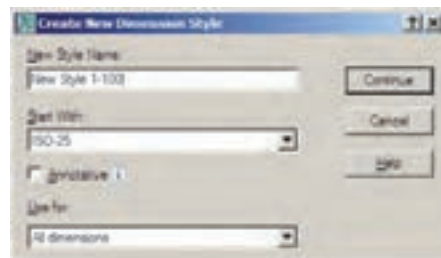 Create New Dimension Style
New Style Name:
New Style 1-100
Continue
Start With:
ISO-25
Cancel
Annotative
Help
Use for:
All dimensions